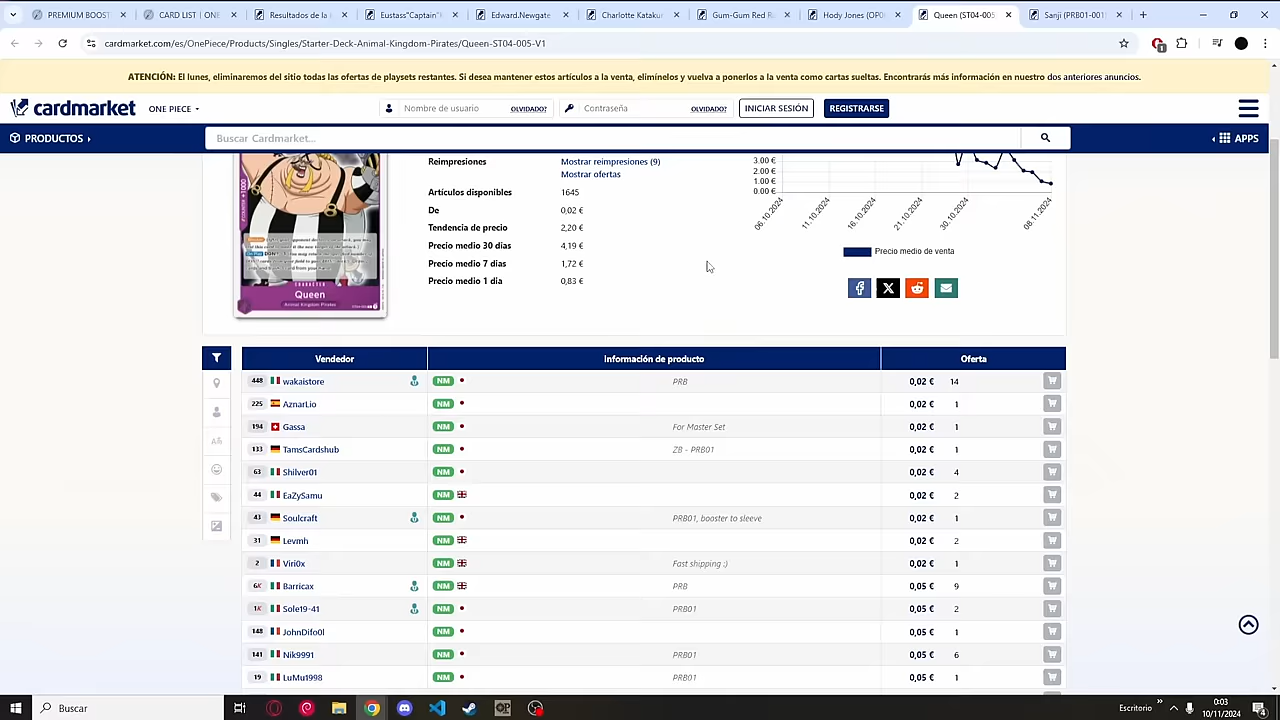 PREMIUM BOOST
CARD LIST | ONE
Resultados de la
Eustass"Captain"K
Edward.Newgate
Charlotte Kataku
Gum-Gum Red R
Hody Jones (OP0
Queen (ST04-005
Sanji (PRB01-001)
cardmarket.com/es/OnePiece/Products/Singles/Starter-Deck-Animal-Kingdom-Pirates/Queen-ST04-005-V1
ATENCIÓN: El lunes, eliminaremos del sitio todas las ofertas de playsets restantes. Si desea mantener estos artículos a la venta, elimínelos y vuelva a ponerlos a la venta como cartas sueltas. Encontrarás más información en nuestro dos anteriores anuncios.
cardmarket
ONE PIECE
Nombre de usuario
OLVIDADO?
Contraseña
OLVIDADO?
INICIAR SESIÓN
REGISTRARSE
PRODUCTOS
Buscar Cardmarket...
APPS
Reimpresiones Mostrar reimpresiones (9)
Mostrar ofertas
Artículos disponibles 1645
De 0,02 €
Tendencia de precio 2,20 €
Precio medio 30 días 4,19 €
Precio medio 7 días 1,72 €
Precio medio 1 día 0,83 €
3.00 €
2.00 €
1.00 €
0.00 €
11.10.2024
16.10.2024
21.10.2024
30.10.2024
08.11.2024
Precio medio de venta
CHARACTER
Queen
Animal Kingdom Pirates
Vendedor Información de producto Oferta
448 wakaistore NM PRB 0,02 € 14
225 AznarLio NM 0,02 € 1
194 Gassa NM For Master Set 0,02 € 1
133 TamsCardshub NM ZB - PRB01 0,02 € 1
63 Shilver01 NM 0,02 € 4
44 EaZySamu NM 0,02 € 2
43 Soulcraft NM PRB01, booster to sleeve 0,02 € 1
31 Levmh NM 0,02 € 2
2 Viri0x NM Fast shipping :) 0,02 € 1
6K Barricax NM PRB 0,05 € 9
1K Sole19-41 NM PRB01 0,05 € 2
148 JohnDifo0l NM 0,05 € 1
141 Nik9991 NM PRB01 0,05 € 6
19 LuMu1998 NM PRB01 0,05 € 1
Buscar
Escritorio
0:03
10/11/2024